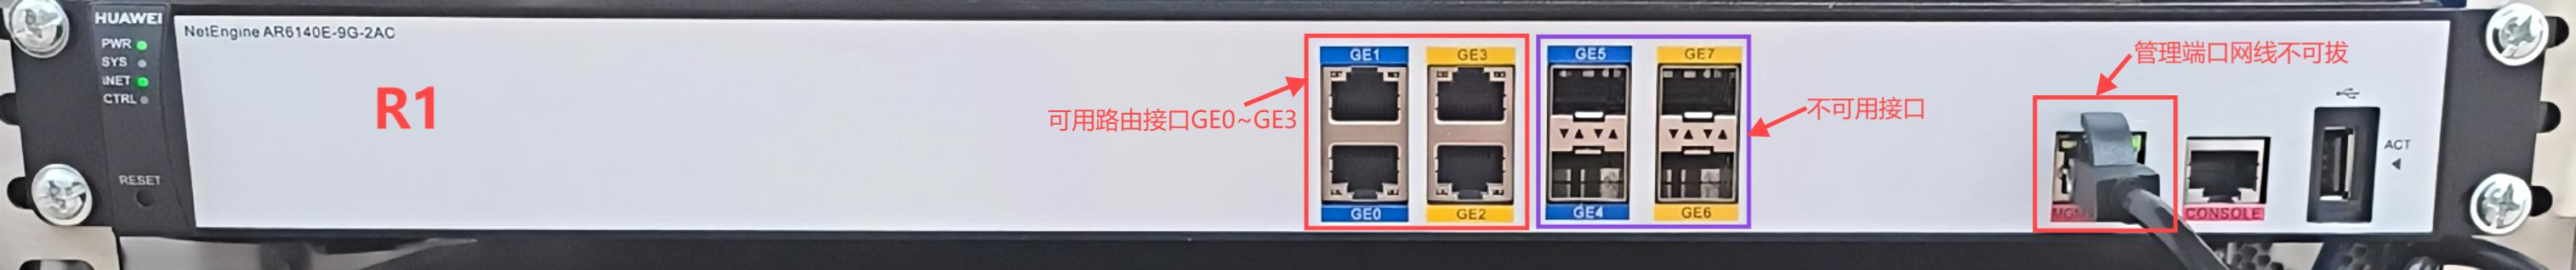 HUAWEI
NetEngine AR6140E-9G-2AC
PWR
SYS
iNET
CTRL
RESET
R1
可用路由接口GE0~GE3
GE1
GE3
GE0
GE2
GE5
GE7
GE4
GE6
不可用接口
管理端口网线不可拔
CONSOLE
ACT